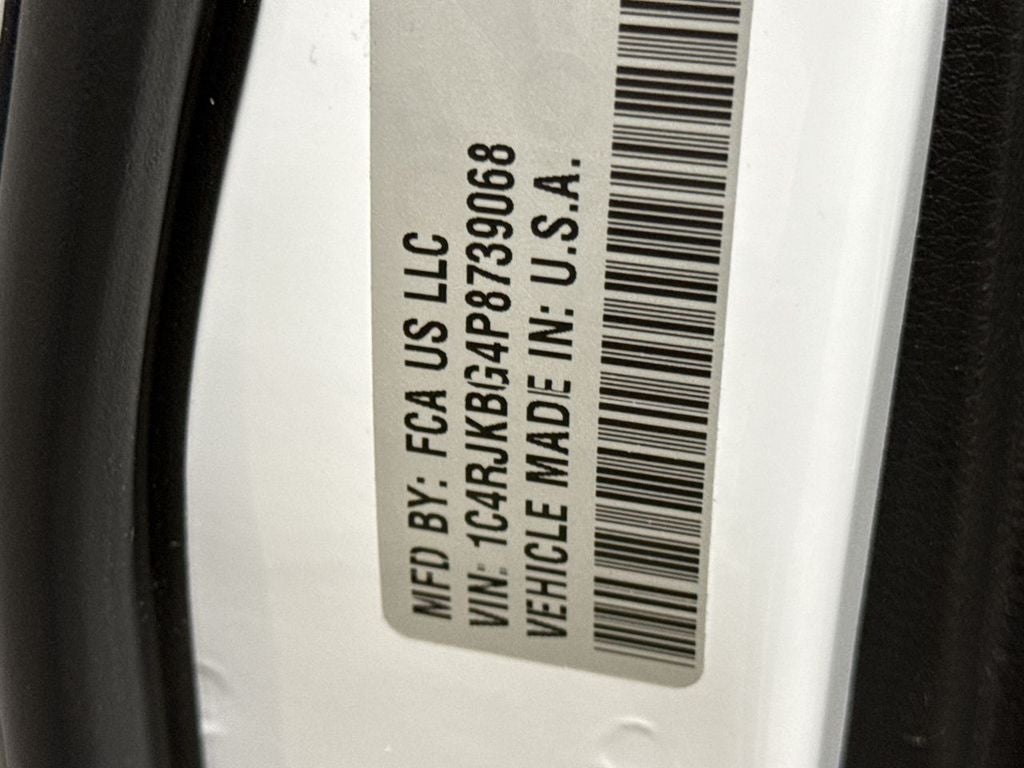 MFD BY: FCA US LLC
VIN: 1C4RJKBG4P8739068
VEHICLE MADE IN: U.S.A.